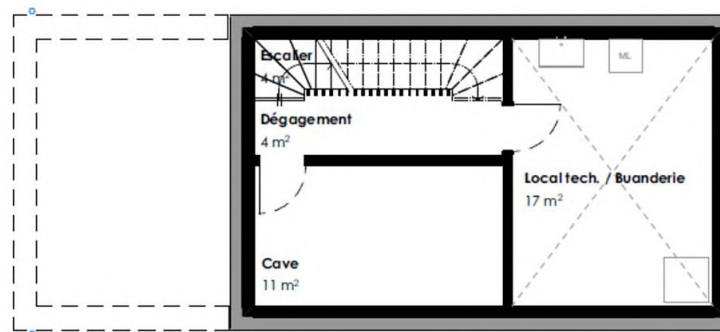 Escalier
4 m²
ML
Dégagement
4 m²
Local tech. / Buanderie
17 m²
Cave
11 m²